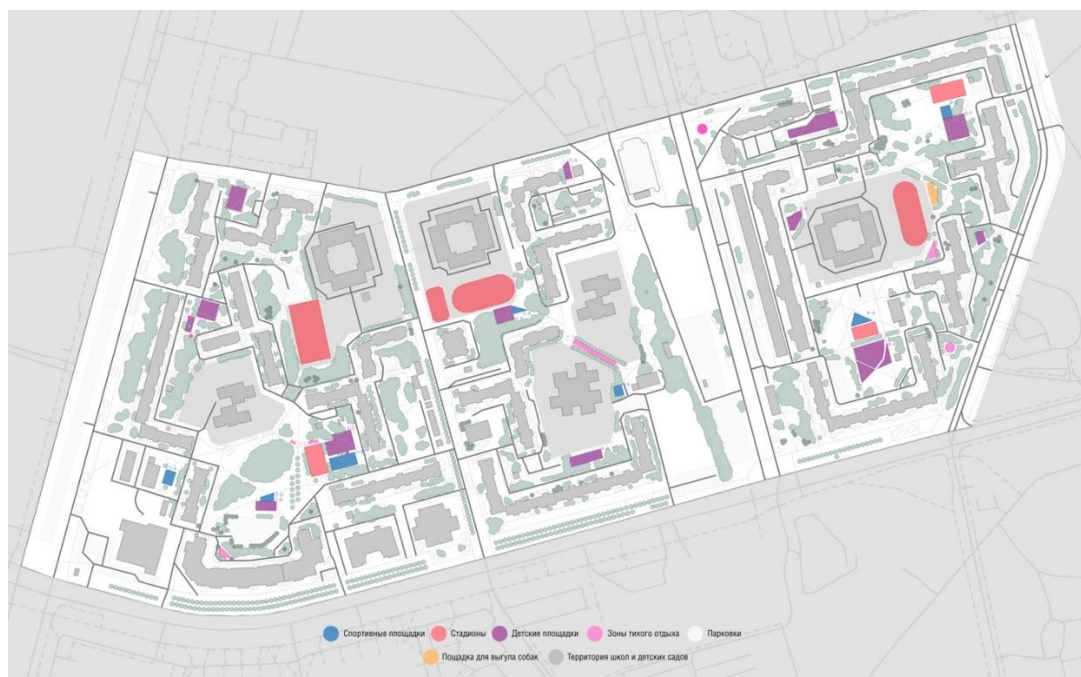 Спортивные площадки Стадионы Детские площадки Зоны тихого отдыха Парковки
Пощадка для выгула собак Территория школ и детских садов